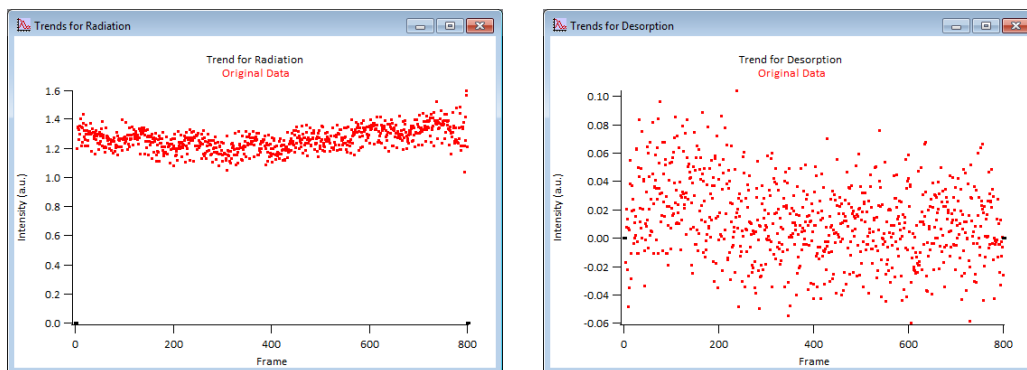 Trends for Radiation
Trend for Radiation
Original Data
Intensity (a.u.)
1.6
1.4
1.2
1.0
0.8
0.6
0.4
0.2
0.0
0
200
400
600
800
Frame
Trends for Desorption
Trend for Desorption
Original Data
Intensity (a.u.)
0.10
0.08
0.06
0.04
0.02
0.00
-0.02
-0.04
-0.06
0
200
400
600
800
Frame